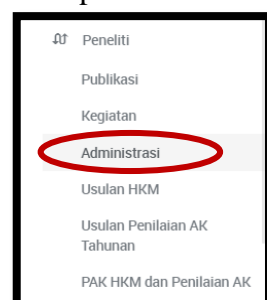 Peneliti
Publikasi
Kegiatan
Administrasi
Usulan HKM
Usulan Penilaian AK
Tahunan
PAK HKM dan Penilaian AK